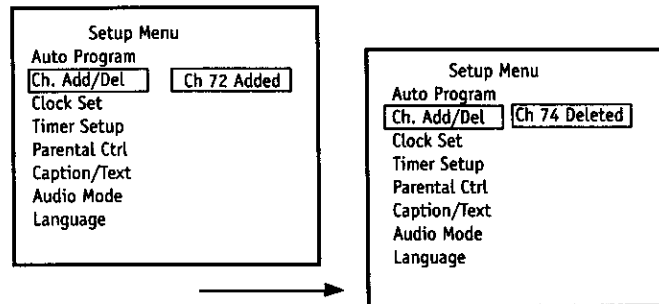 Setup Menu
Auto Program
Ch. Add/Del Ch 72 Added
Clock Set
Timer Setup
Parental Ctrl
Caption/Text
Audio Mode
Language
Setup Menu
Auto Program
Ch. Add/Del Ch 74 Deleted
Clock Set
Timer Setup
Parental Ctrl
Caption/Text
Audio Mode
Language